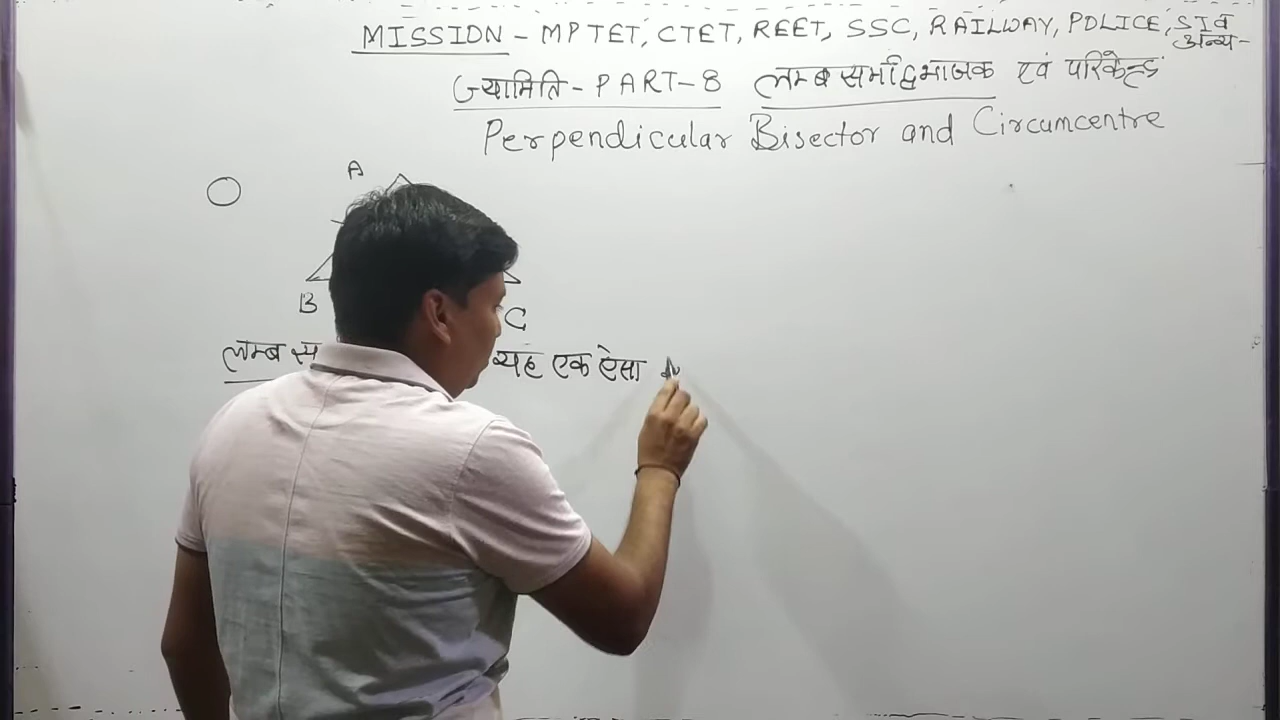 MISSION - MPTET, CTET, REET, SSC, RAILWAY, POLICE, SI व
अन्य -
ज्यामिति - PART-8 लम्ब समद्विभाजक एवं परिकेन्द्र
Perpendicular Bisector and Circumcentre
A
B
C
लम्ब यह एक ऐसा